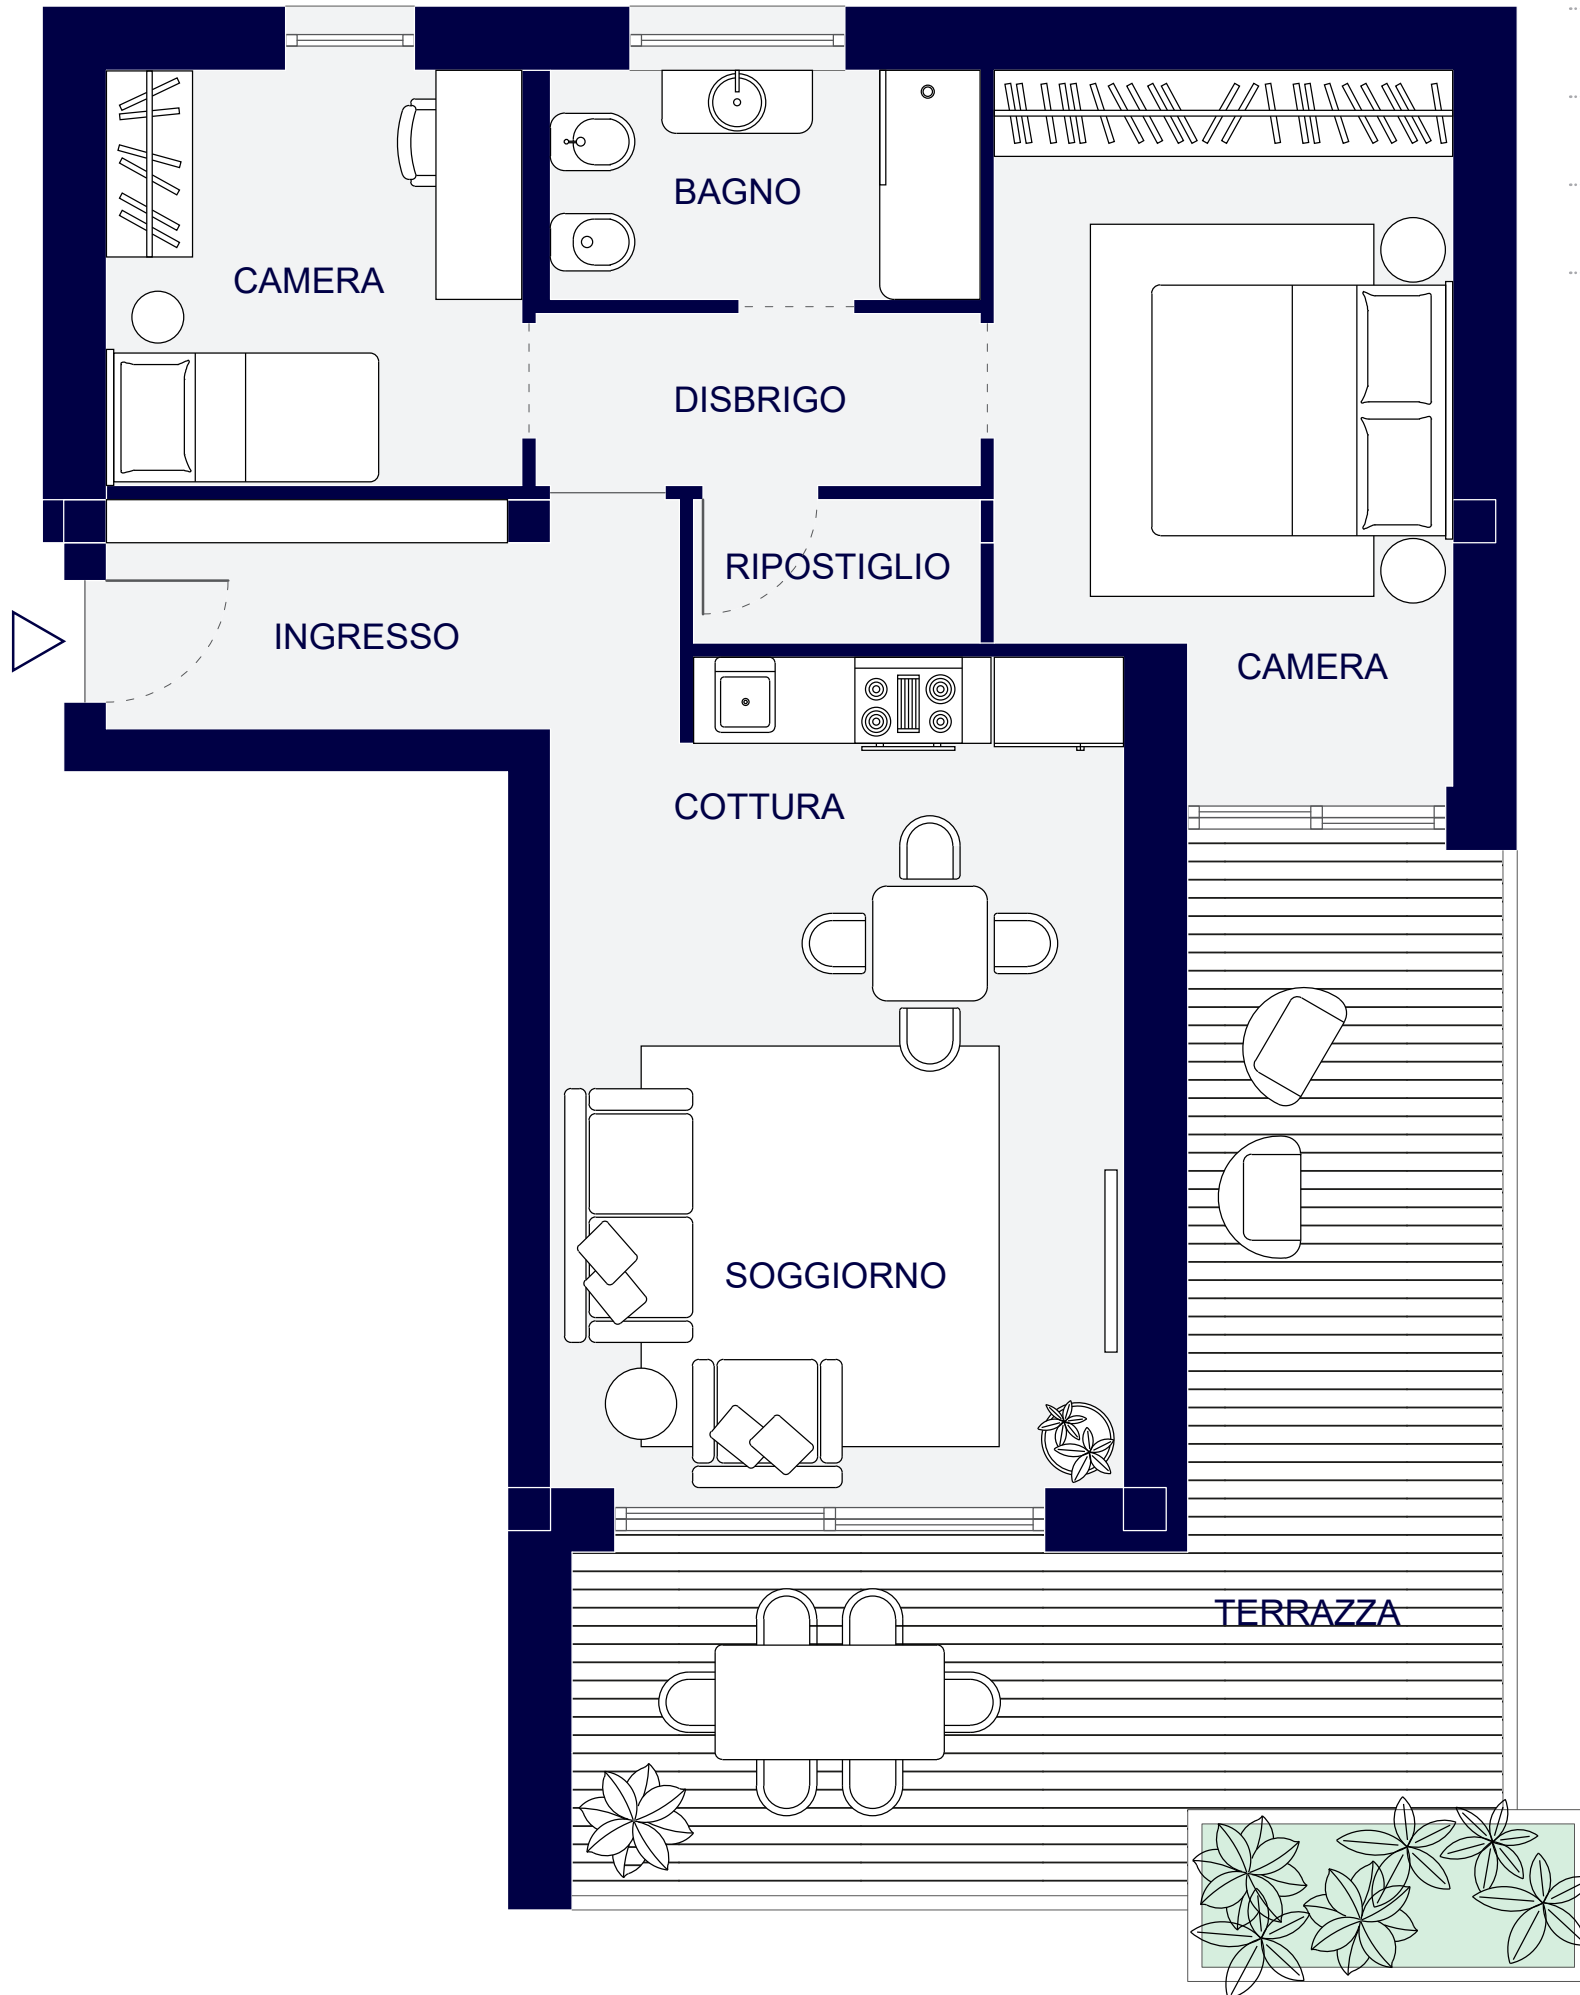 BAGNO
CAMERA
DISBRIGO
RIPOSTIGLIO
INGRESSO
CAMERA
COTTURA
SOGGIORNO
TERRAZZA